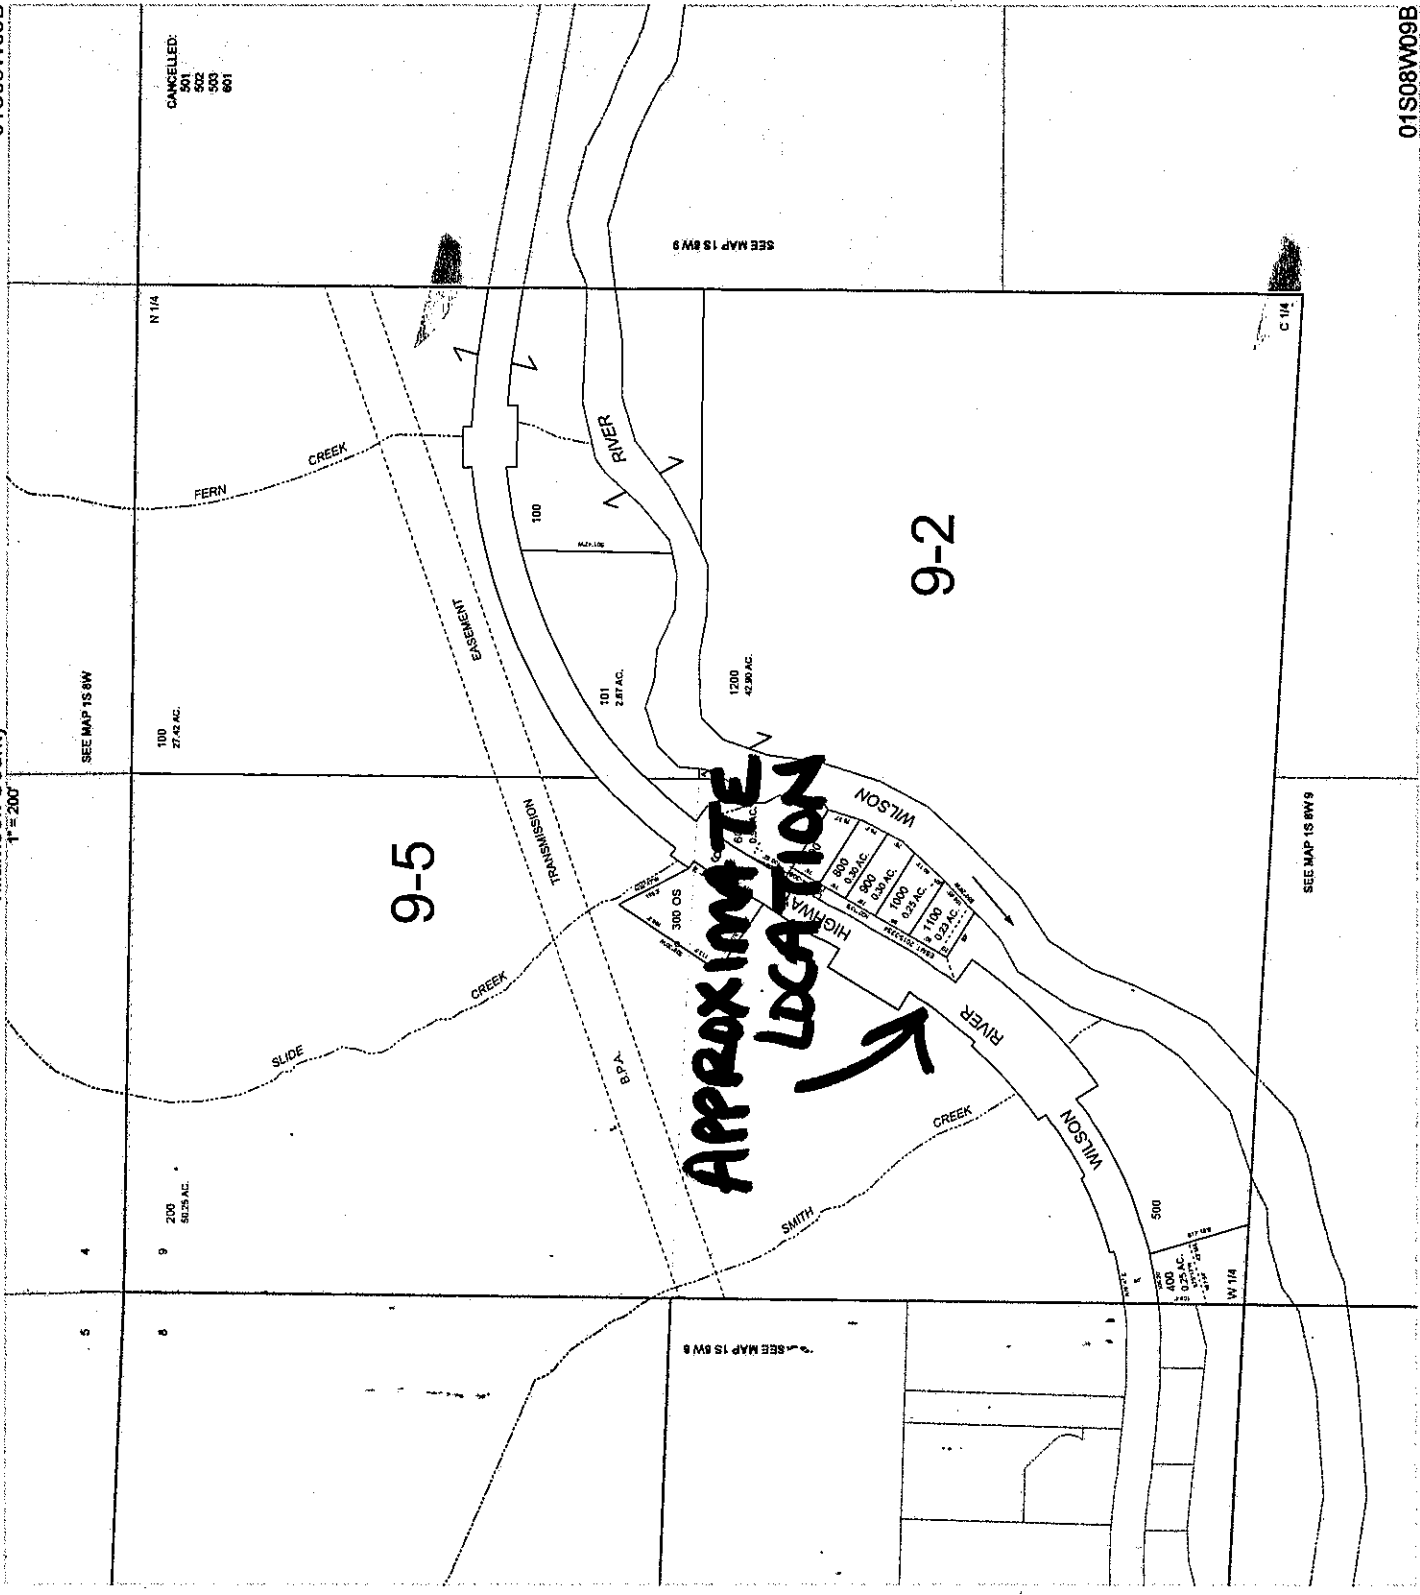 1" = 200'
CANCELLED:
501
502
503
601
01S08W09B
SEE MAP 1S 8W
N 1/4
SEE MAP 1S 8W 9
C 1/4
FERN
CREEK
100
27.42 AC.
9-5
TRANSMISSION
EASEMENT
B.P.A.
100
101
2.87 AC.
RIVER
1200
42.90 AC.
9-2
SLIDE
CREEK
300 OS
200
50.25 AC.
4
9
5
8
APPROXIMATE
LOCATION
HIGHWAY
WILSON
800
0.30 AC.
900
0.30 AC.
1000
0.25 AC.
1100
0.23 AC.
RIVER
WILSON
SMITH
CREEK
500
400
0.25 AC.
W 1/4
SEE MAP 1S 8W 9
SEE MAP 1S 8W 8